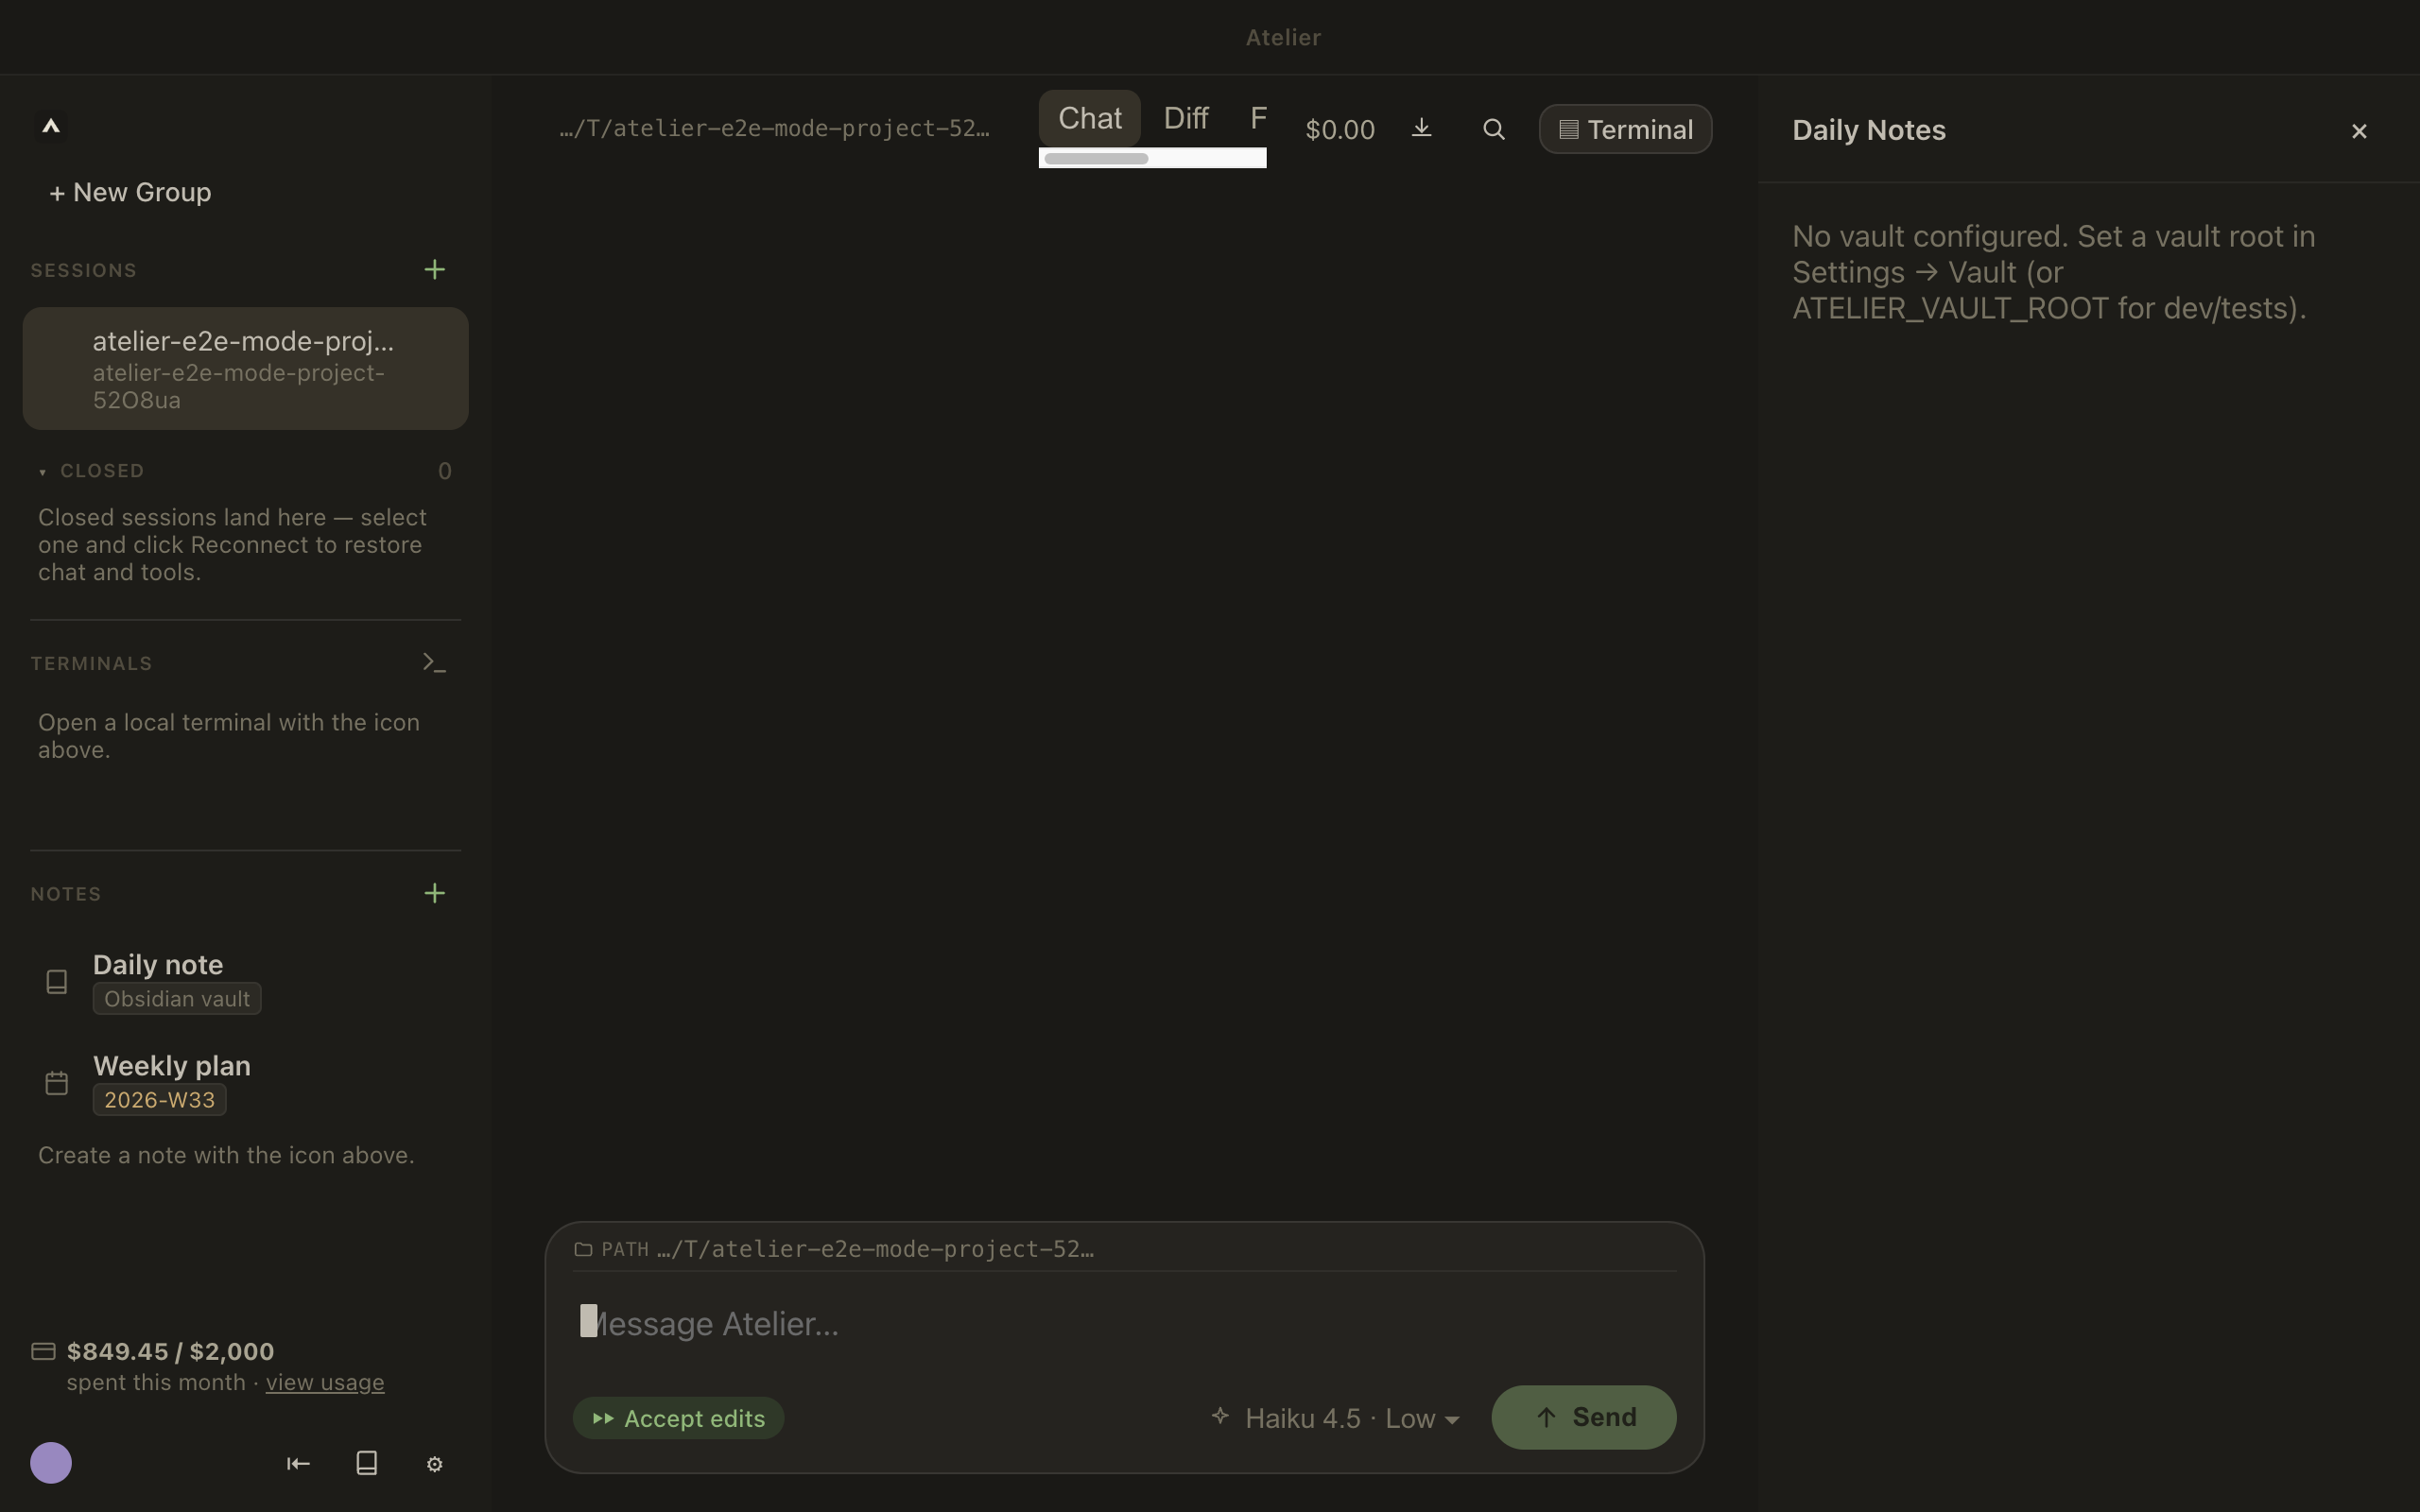 Atelier
+ New Group
SESSIONS
atelier-e2e-mode-proj...
atelier-e2e-mode-project-
52O8ua
CLOSED 0
Closed sessions land here — select
one and click Reconnect to restore
chat and tools.
TERMINALS
Open a local terminal with the icon
above.
NOTES
Daily note
Obsidian vault
Weekly plan
2026-W33
Create a note with the icon above.
$849.45 / $2,000
spent this month · view usage
…/T/atelier-e2e-mode-project-52…
Chat Diff F
$0.00
Terminal
PATH …/T/atelier-e2e-mode-project-52…
Message Atelier...
Accept edits
Haiku 4.5 · Low
Send
Daily Notes
No vault configured. Set a vault root in
Settings → Vault (or
ATELIER_VAULT_ROOT for dev/tests).